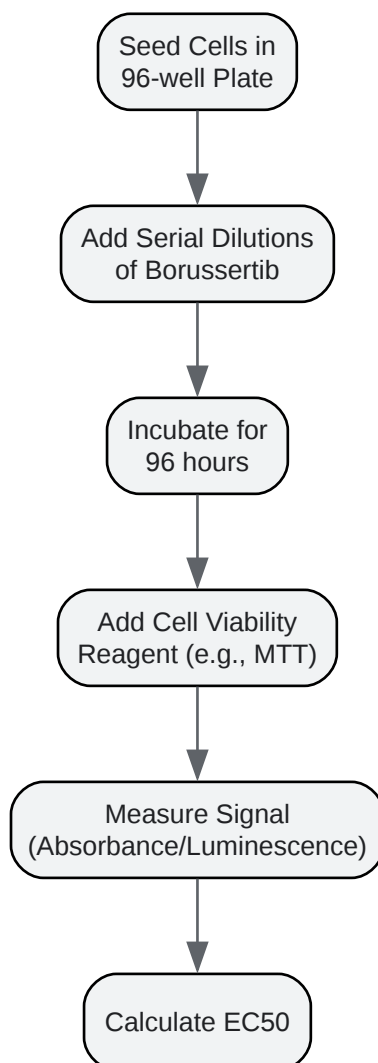 Seed Cells in
96-well Plate
Add Serial Dilutions
of Borussertib
Incubate for
96 hours
Add Cell Viability
Reagent (e.g., MTT)
Measure Signal
(Absorbance/Luminescence)
Calculate EC50